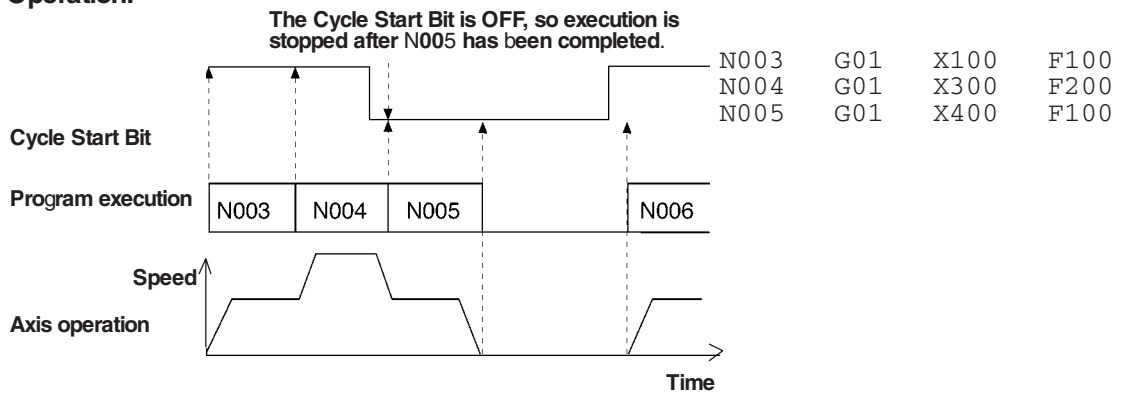 The Cycle Start Bit is OFF, so execution is
stopped after N005 has been completed.
N003 G01 X100 F100
N004 G01 X300 F200
N005 G01 X400 F100
Cycle Start Bit
Program execution
N003 N004 N005 N006
Speed
Axis operation
Time